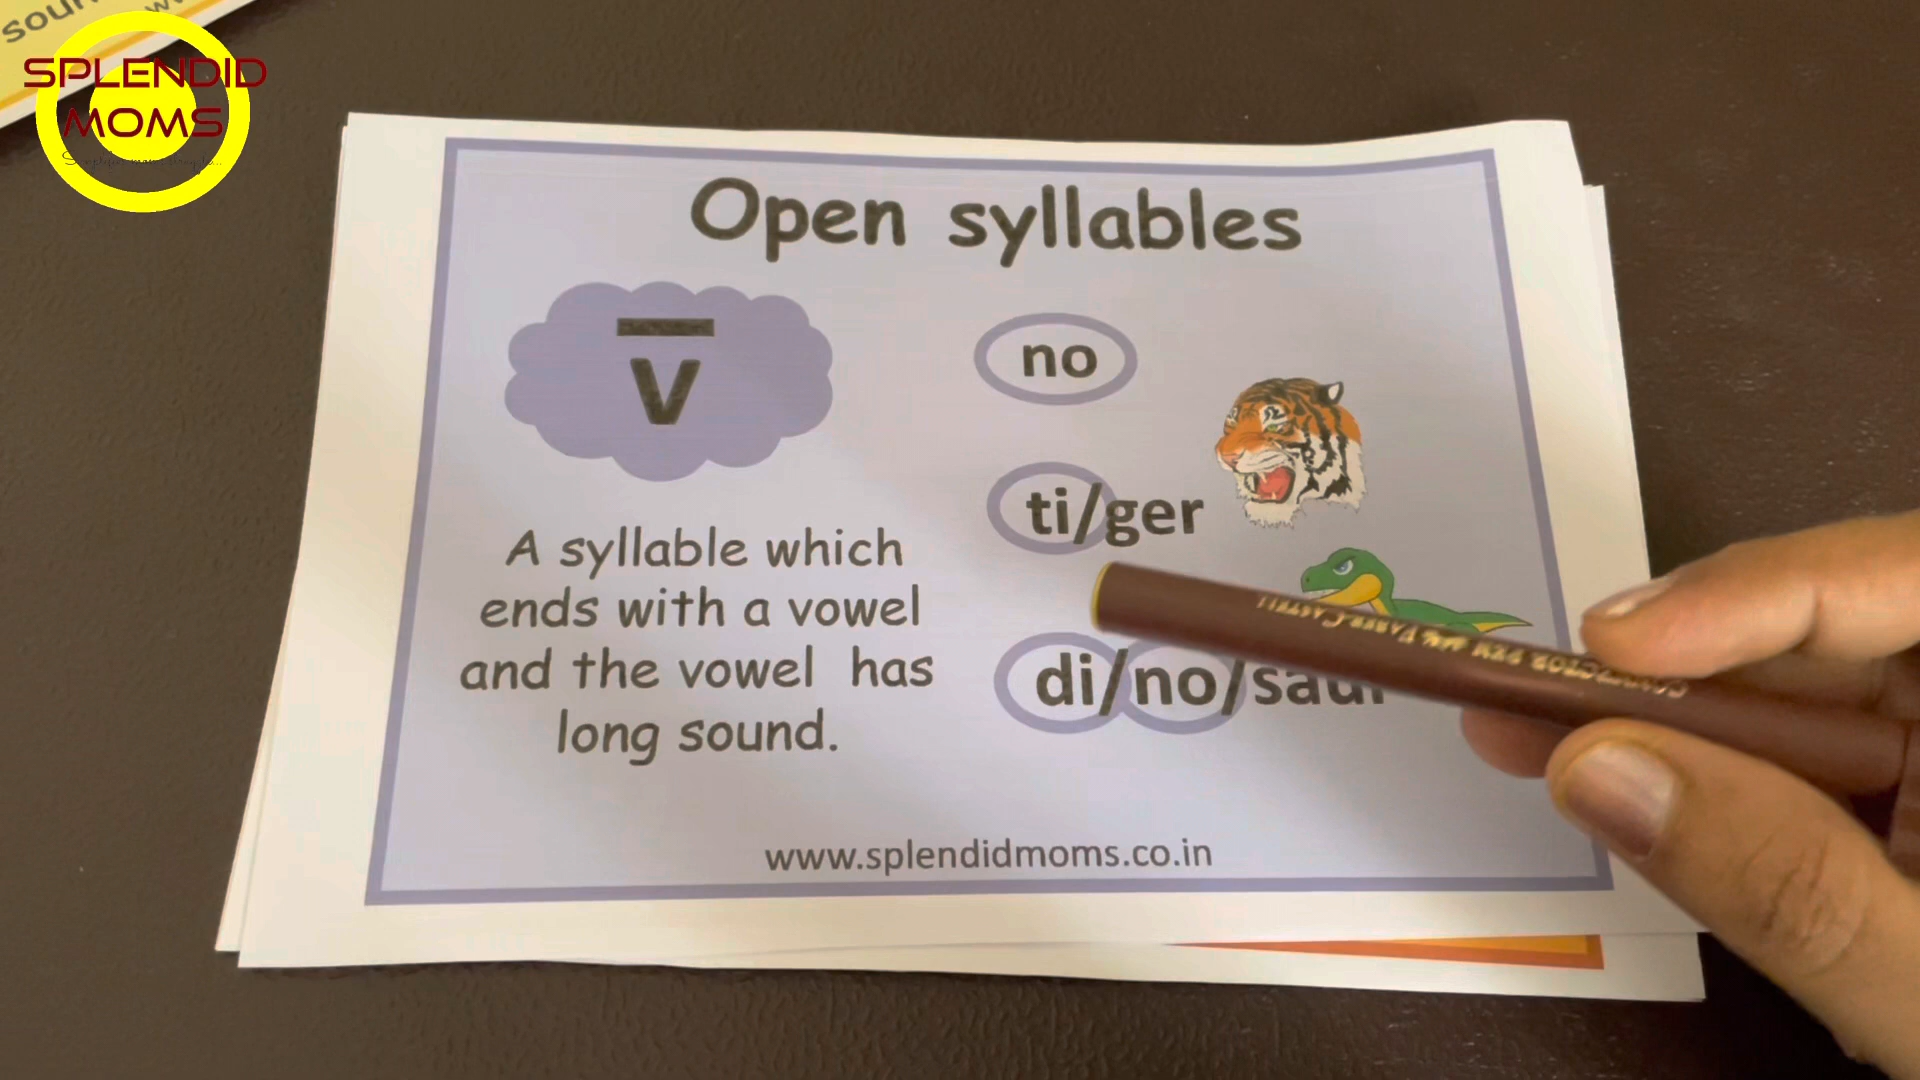 SPLENDID
MOMS
Open syllables
v
no
ti/ger
di/no/saur
A syllable which
ends with a vowel
and the vowel has
long sound.
www.splendidmoms.co.in